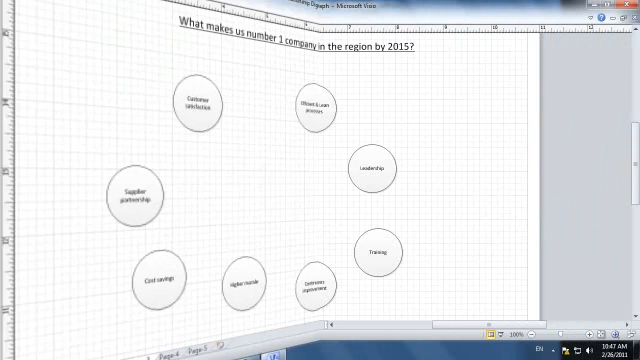 Digraph - Microsoft Visio
What makes us number 1 company in the region by 2015?
Customer
satisfaction
Efficient & Lean
processes
Leadership
Supplier
partnership
Training
Cost savings
Higher morale
Continuous
improvement
Page-4
Page-5
100%
EN
10:47 AM
2/26/2011